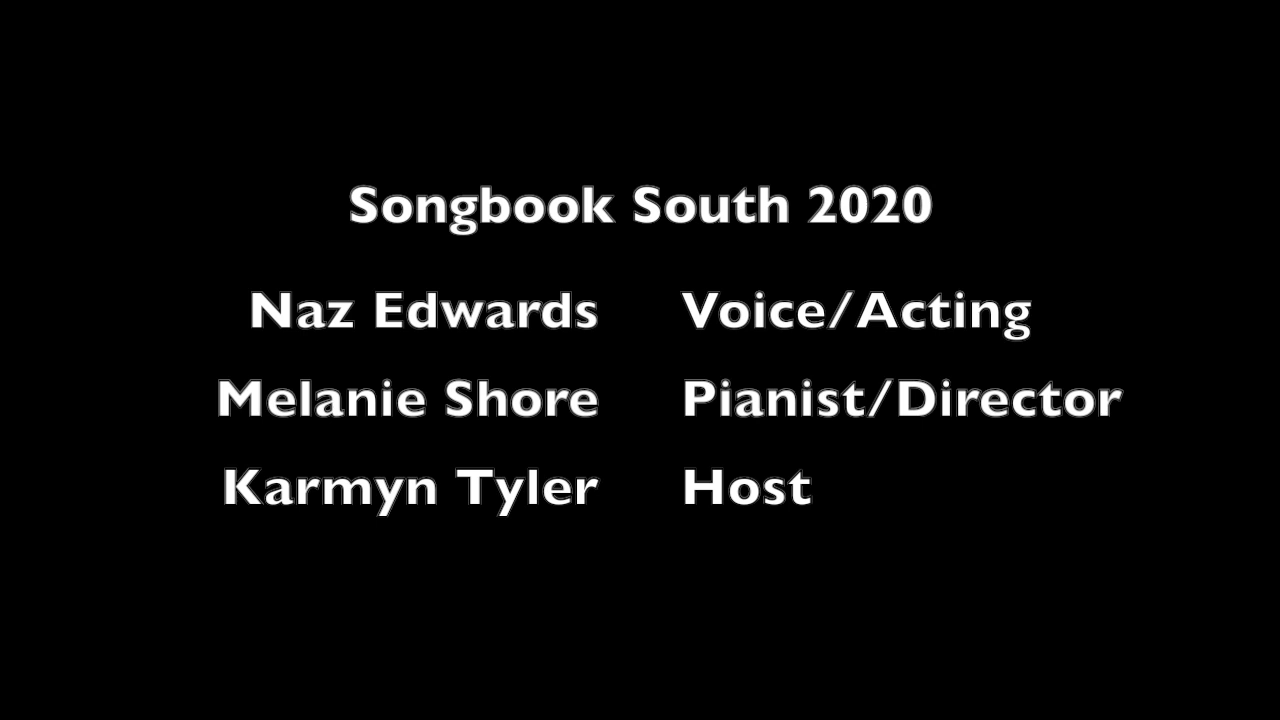 Songbook South 2020
Naz Edwards Voice/Acting
Melanie Shore Pianist/Director
Karmyn Tyler Host